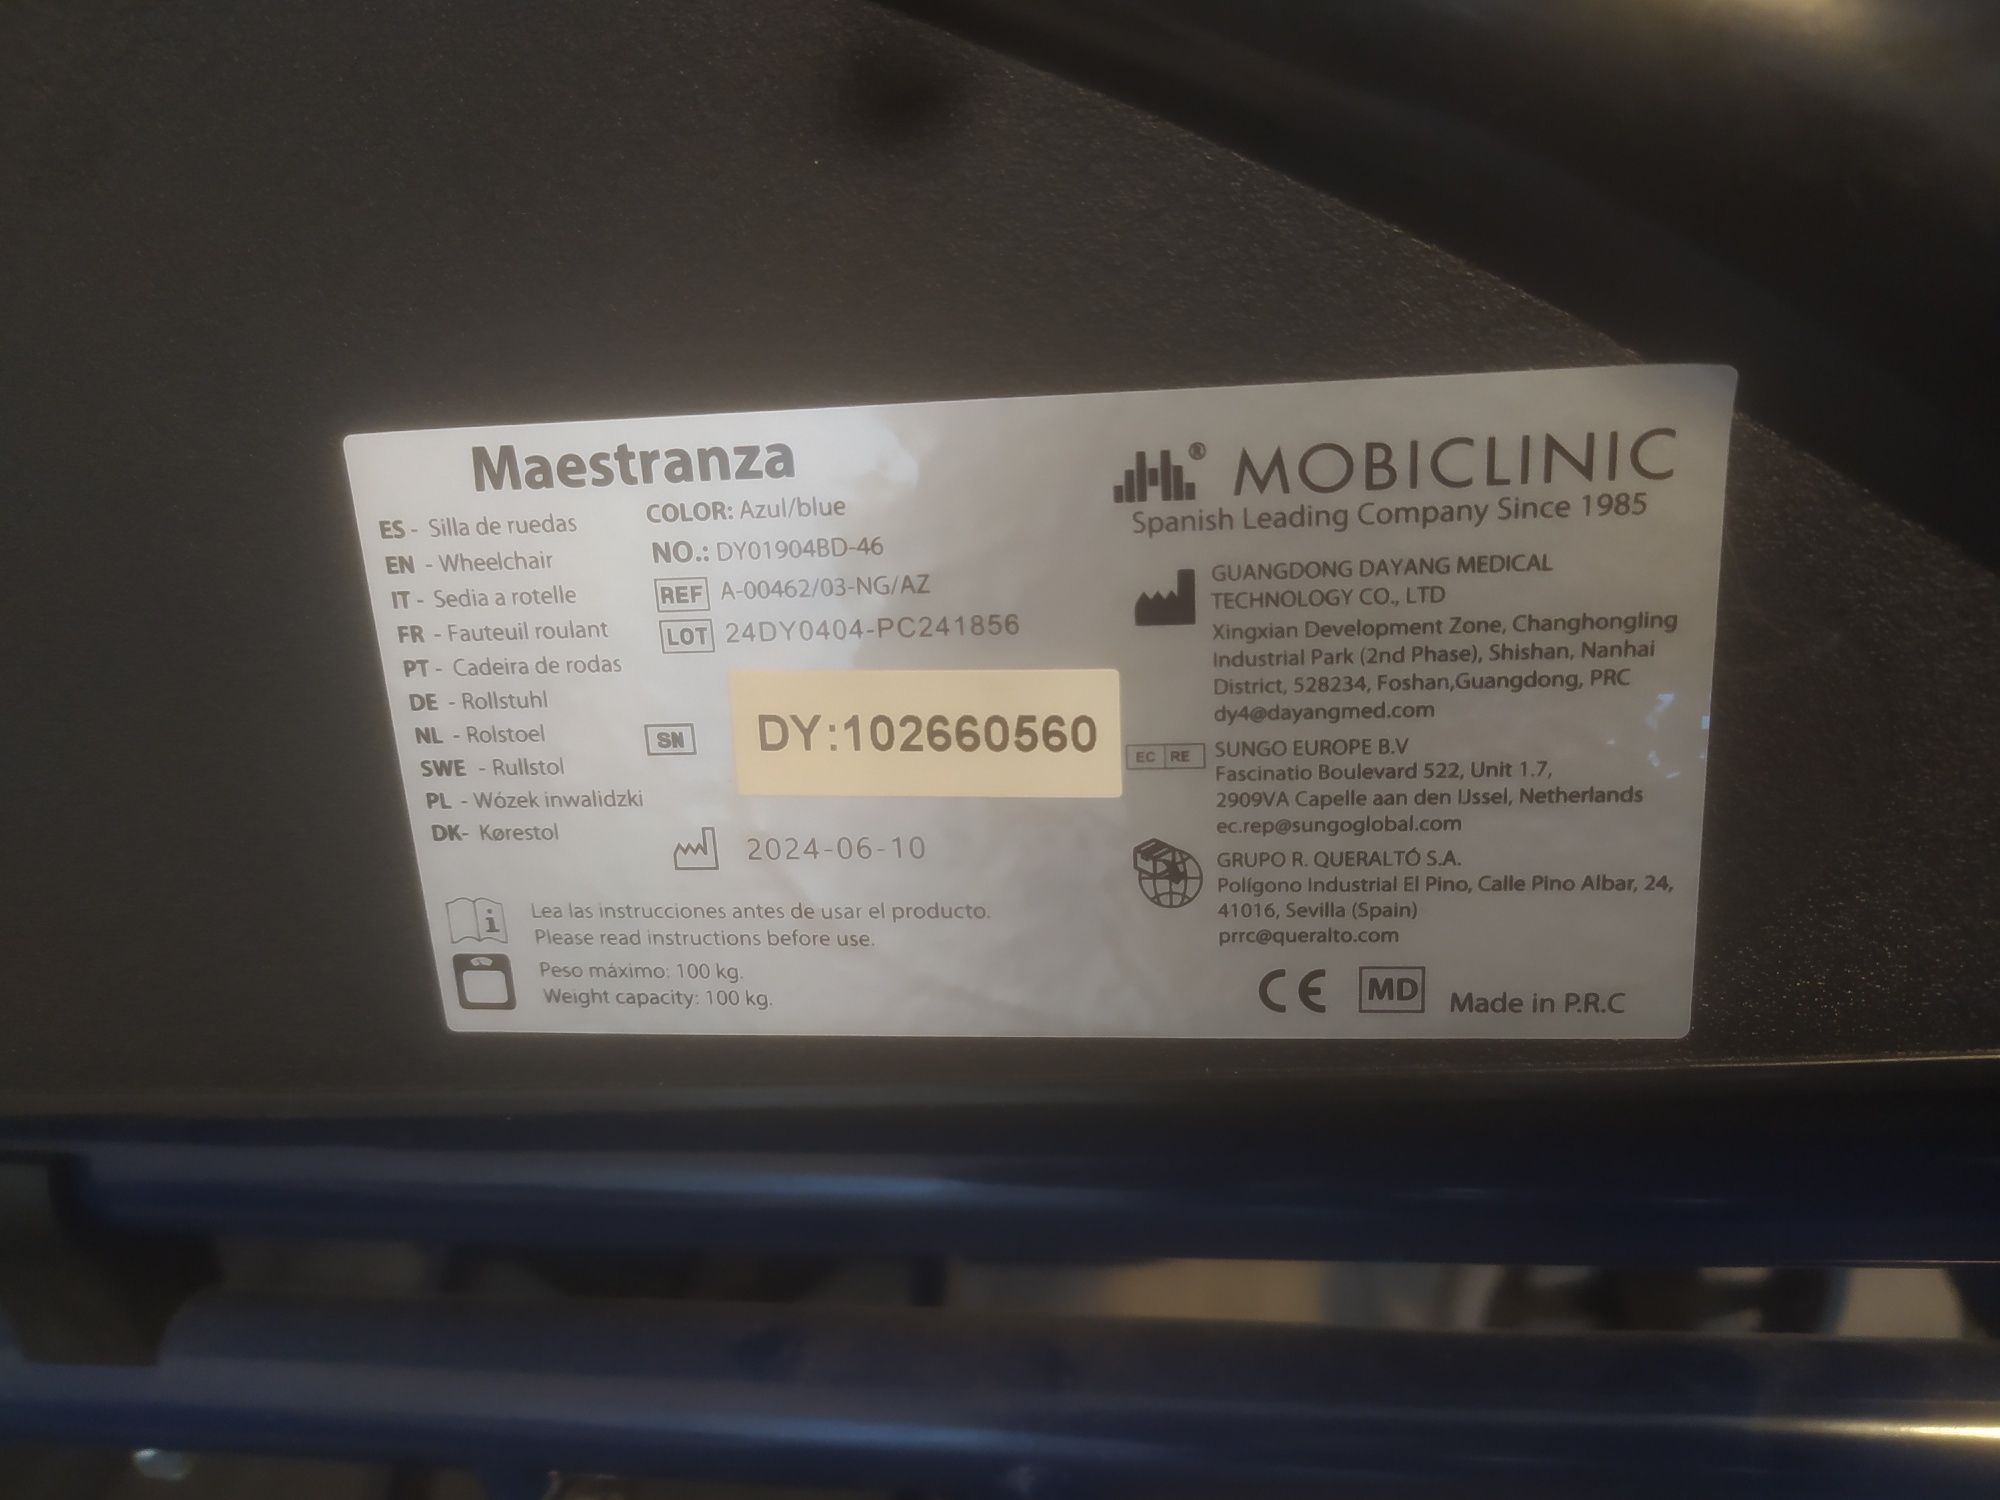 Maestranza
ES - Silla de ruedas
EN - Wheelchair
IT - Sedia a rotelle
FR - Fauteuil roulant
PT - Cadeira de rodas
DE - Rollstuhl
NL - Rolstoel
SWE - Rullstol
PL - Wózek inwalidzki
DK- Kørestol
COLOR: Azul/blue
NO.: DY01904BD-46
REF A-00462/03-NG/AZ
LOT 24DY0404-PC241856
SN DY:102660560
2024-06-10
i Lea las instrucciones antes de usar el producto.
Please read instructions before use.
Peso máximo: 100 kg.
Weight capacity: 100 kg.
® MOBICLINIC
Spanish Leading Company Since 1985
GUANGDONG DAYANG MEDICAL
TECHNOLOGY CO., LTD
Xingxian Development Zone, Changhongling
Industrial Park (2nd Phase), Shishan, Nanhai
District, 528234, Foshan,Guangdong, PRC
dy4@dayangmed.com
EC RE SUNGO EUROPE B.V
Fascinatio Boulevard 522, Unit 1.7,
2909VA Capelle aan den IJssel, Netherlands
ec.rep@sungoglobal.com
GRUPO R. QUERALTÓ S.A.
Polígono Industrial El Pino, Calle Pino Albar, 24,
41016, Sevilla (Spain)
prrc@queralto.com
CE MD Made in P.R.C